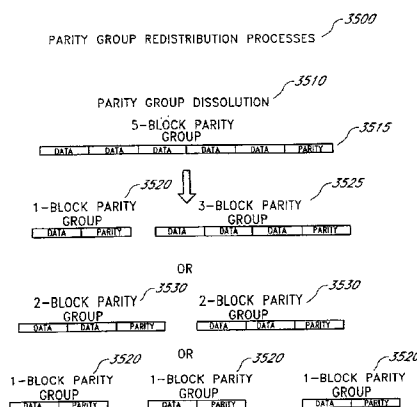 3500
PARITY GROUP REDISTRIBUTION PROCESSES
3510
PARITY GROUP DISSOLUTION
5-BLOCK PARITY
GROUP
3515
DATA DATA DATA DATA DATA PARITY
3520 3525
1-BLOCK PARITY 3-BLOCK PARITY
GROUP GROUP
DATA PARITY DATA DATA DATA PARITY
OR
3530 3530
2-BLOCK PARITY 2-BLOCK PARITY
GROUP GROUP
DATA DATA PARITY DATA DATA PARITY
OR
3520 3520 3520
1-BLOCK PARITY 1-BLOCK PARITY 1-BLOCK PARITY
GROUP GROUP GROUP
DATA PARITY DATA PARITY DATA PARITY